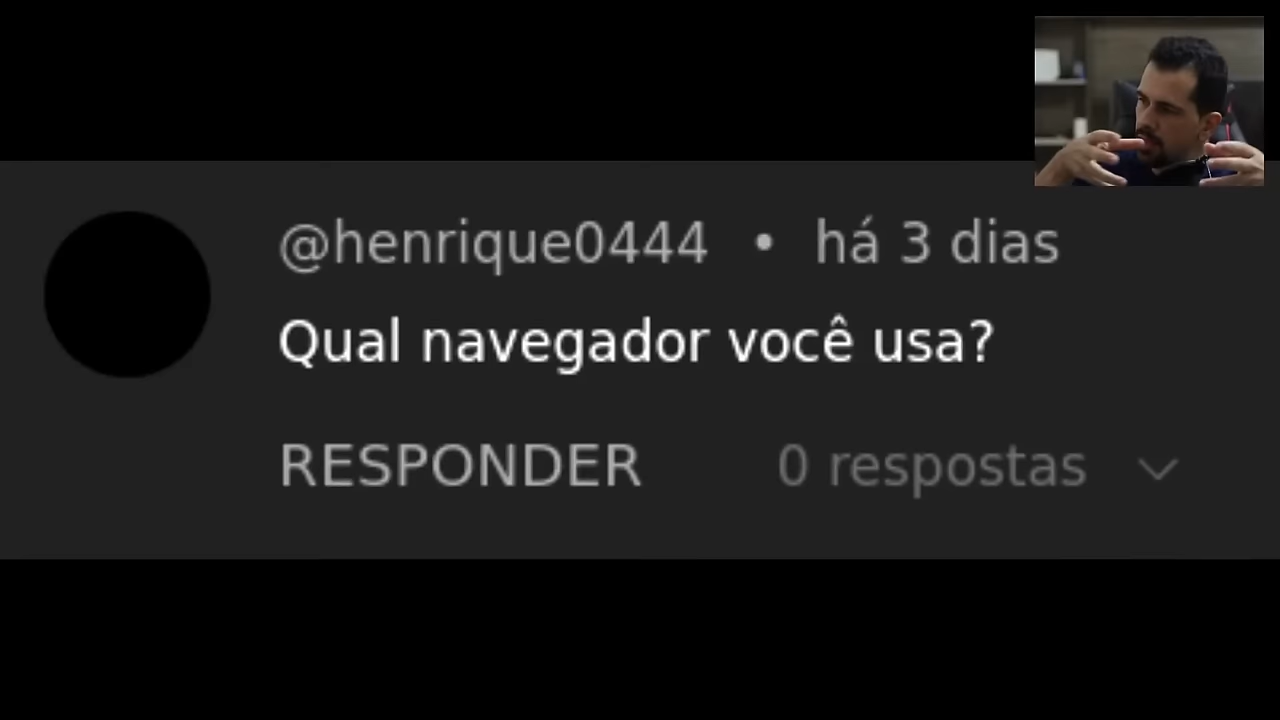 @henrique0444 • há 3 dias
Qual navegador você usa?
RESPONDER 0 respostas